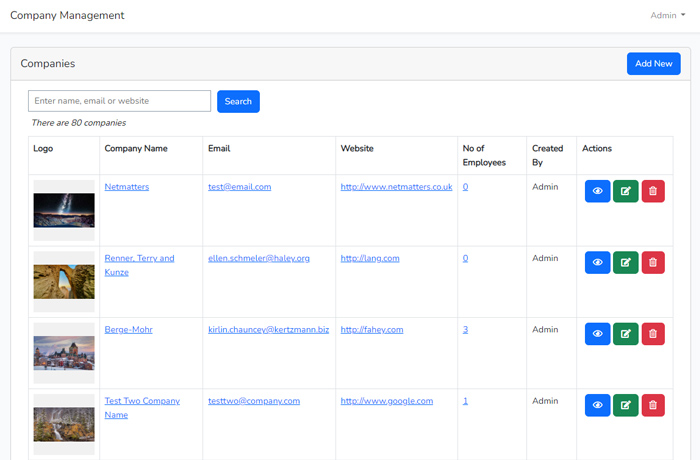 Company Management
Admin
Companies
Add New
Enter name, email or website
Search
There are 80 companies
Logo Company Name Email Website No of Employees Created By Actions
Netmatters test@email.com http://www.netmatters.co.uk 0 Admin
Renner, Terry and Kunze ellen.schmeler@haley.org http://lang.com 0 Admin
Berge-Mohr kirlin.chauncey@kertzmann.biz http://fahey.com 3 Admin
Test Two Company Name testtwo@company.com http://www.google.com 1 Admin